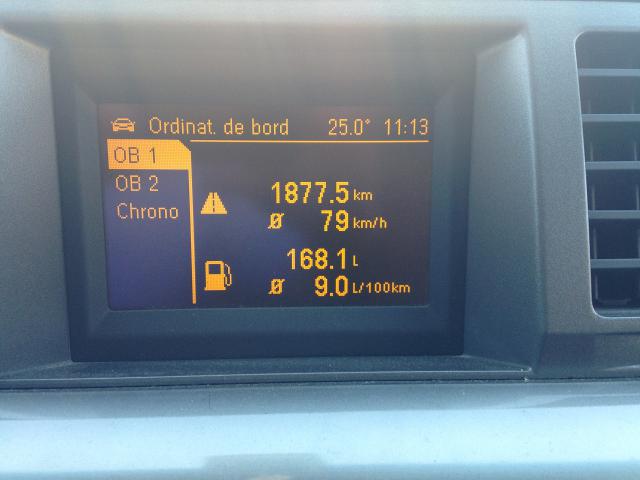 Ordinat. de bord 25.0° 11:13
OB 1
OB 2
Chrono
1877.5 km
Ø 79 km/h
168.1 L
Ø 9.0 L/100km